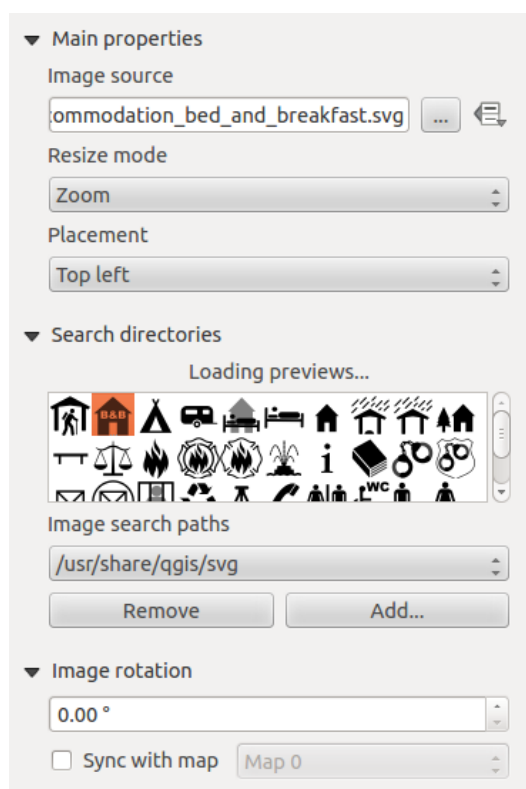 Main properties
Image source
ommodation_bed_and_breakfast.svg ...
Resize mode
Zoom
Placement
Top left
Search directories
Loading previews...
B&B
i
WC
Image search paths
/usr/share/qgis/svg
Remove Add...
Image rotation
0.00 °
Sync with map Map 0